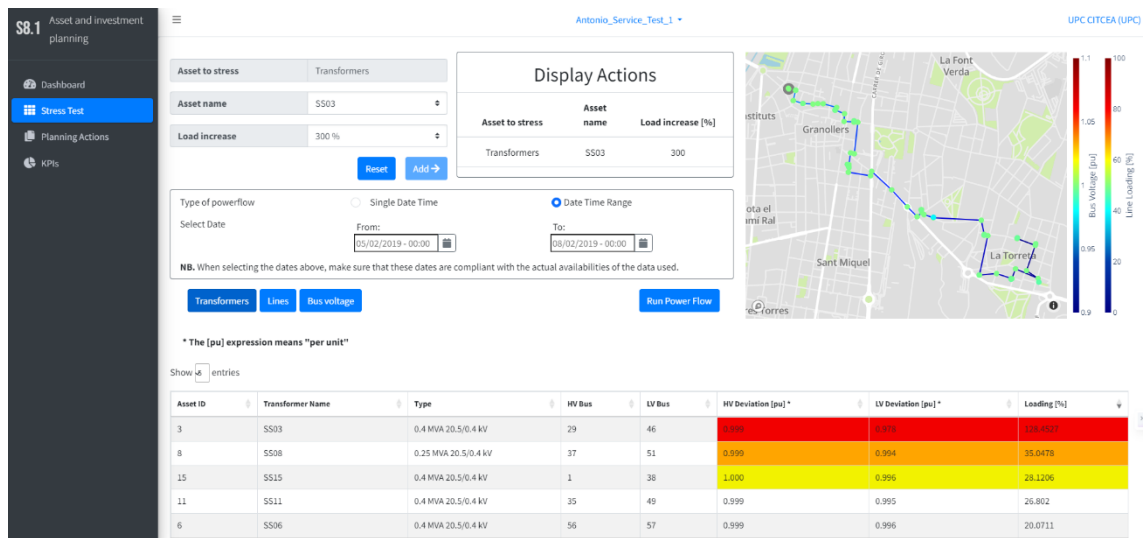 S8.1 Asset and investment planning
Antonio_Service_Test_1
UPC CITCEA (UPC)
Dashboard
Stress Test
Planning Actions
KPIs
Asset to stress Transformers
Asset name SS03
Load increase 300 %
Reset Add
Display Actions
Asset to stress Asset name Load increase [%]
Transformers SS03 300
Type of powerflow Single Date Time Date Time Range
Select Date From: To:
05/02/2019 - 00:00 08/02/2019 - 00:00
NB. When selecting the dates above, make sure that these dates are compliant with the actual availabilities of the data used.
Transformers Lines Bus voltage Run Power Flow
La Font Verda
Granollers
Sant Miquel
La Torreta
1.1
1.05
1
0.95
0.9
Bus Voltage [pu]
100
80
60
40
20
0
Line Loading [%]
* The [pu] expression means "per unit"
Show entries
Asset ID Transformer Name Type HV Bus LV Bus HV Deviation [pu] * LV Deviation [pu] * Loading [%]
3 SS03 0.4 MVA 20.5/0.4 kV 29 46 0.999
8 SS08 0.25 MVA 20.5/0.4 kV 37 51 0.999 0.994 35.0478
15 SS15 0.4 MVA 20.5/0.4 kV 1 38 1.000 0.996 28.1206
11 SS11 0.4 MVA 20.5/0.4 kV 35 49 0.999 0.995 26.802
6 SS06 0.4 MVA 20.5/0.4 kV 56 57 0.999 0.996 20.0711